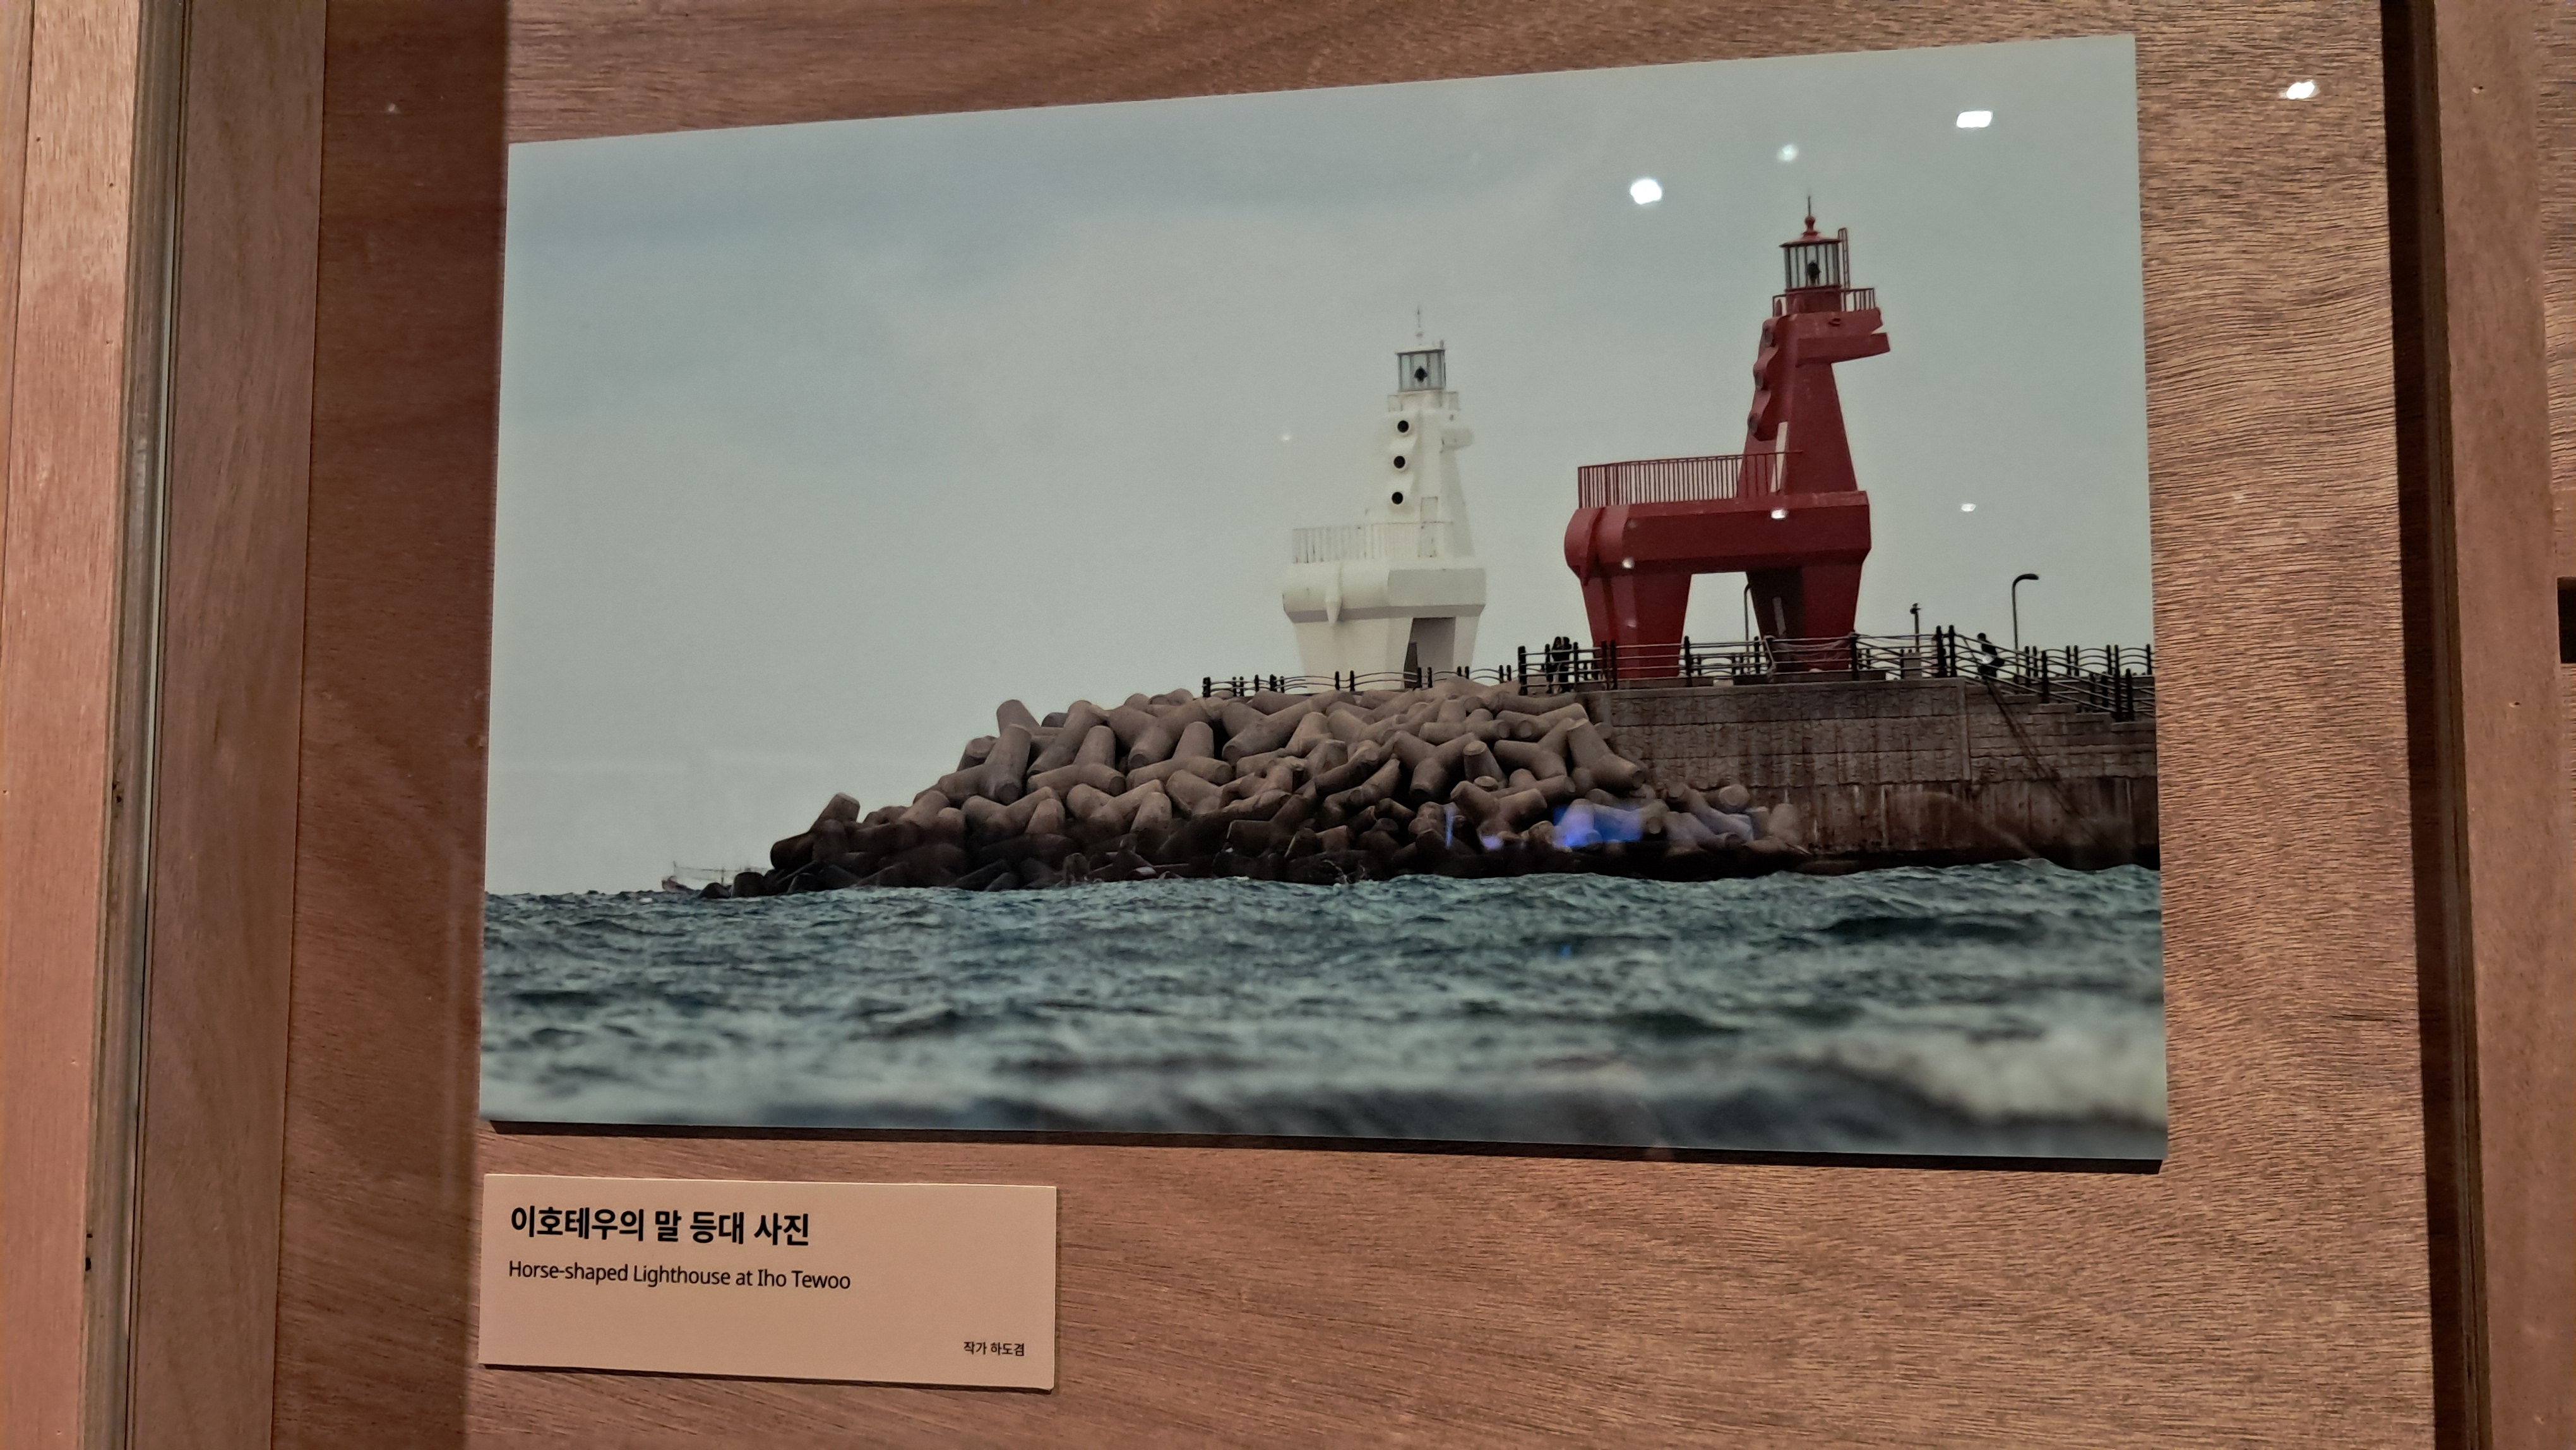 이호테우의 말 등대 사진
Horse-shaped Lighthouse at Iho Tewoo
작가 하도겸